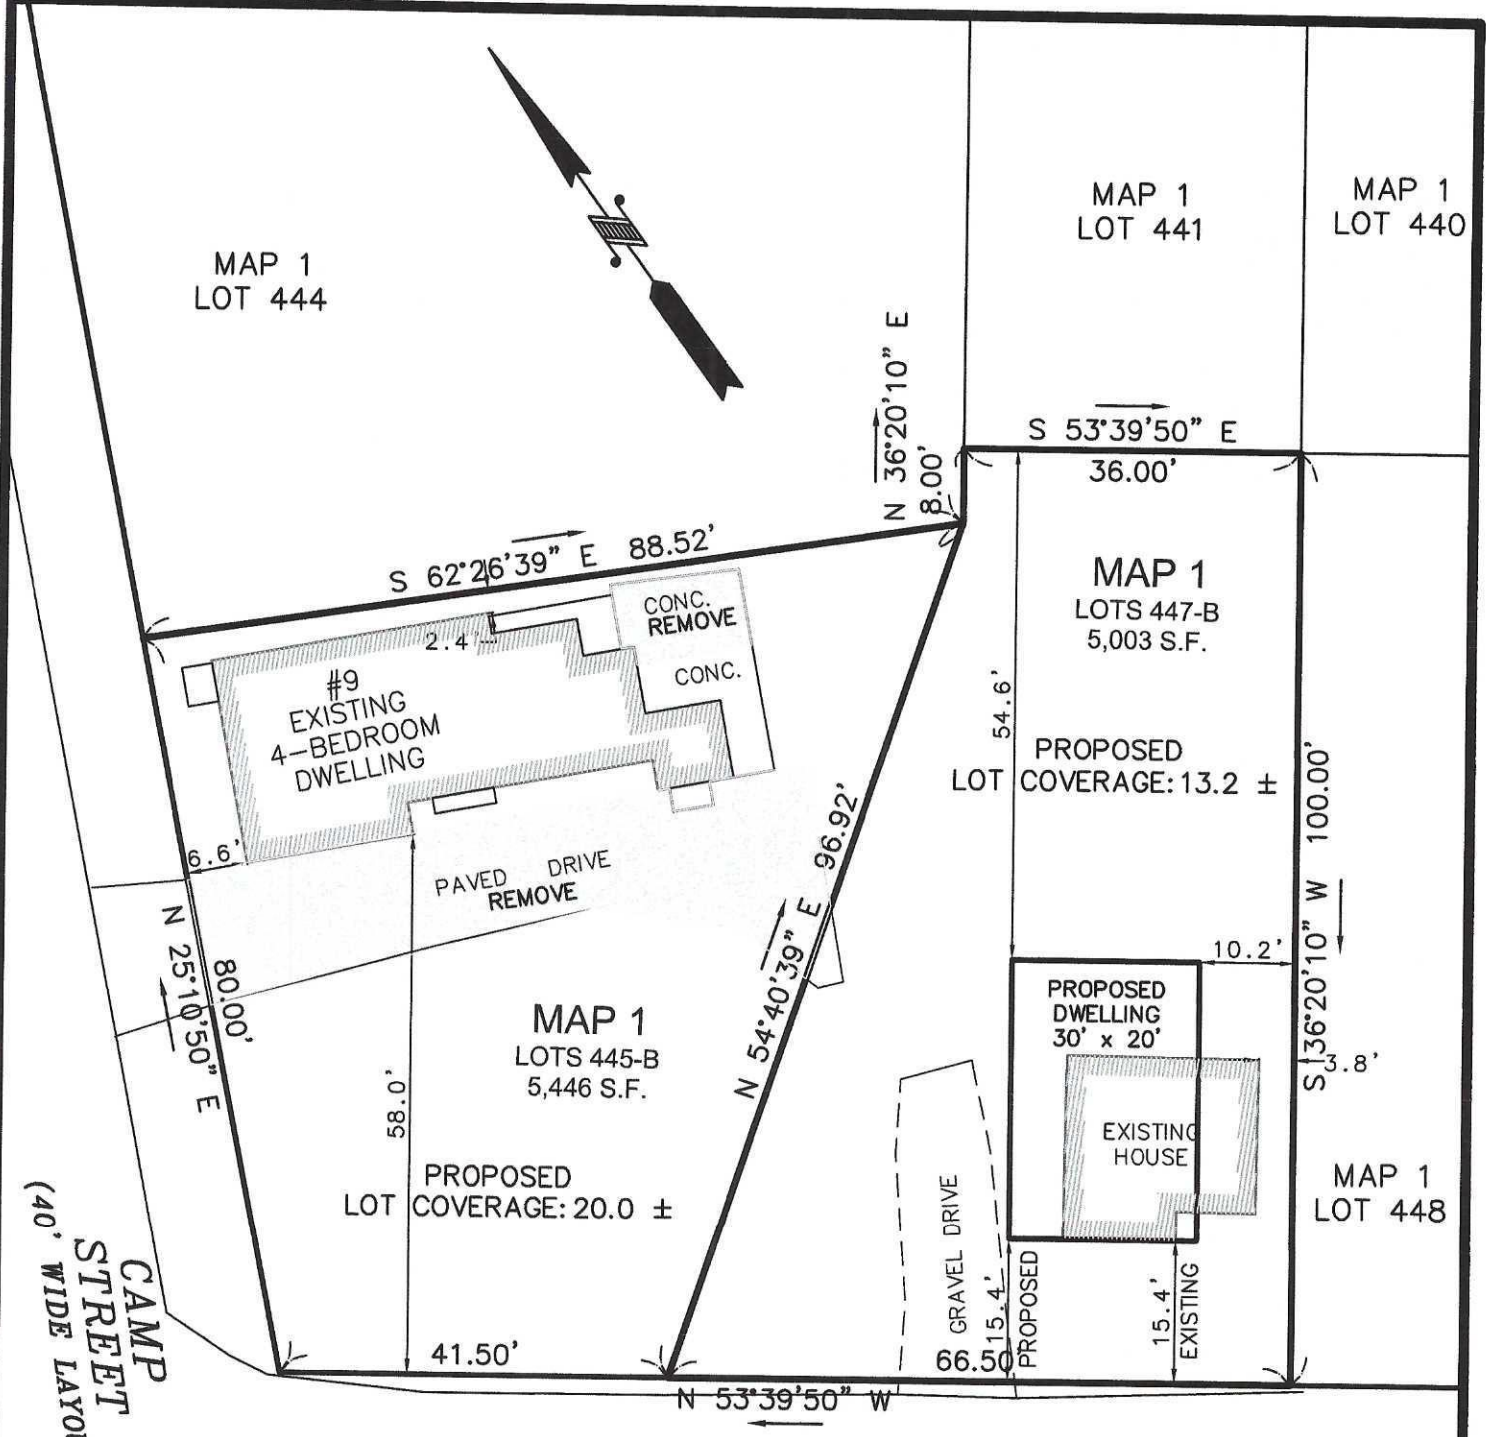 MAP 1
LOT 444
MAP 1
LOT 441
MAP 1
LOT 440
N 36°20'10" E
8.00'
S 53°39'50" E
36.00'
S 62°26'39" E 88.52'
CONC.
REMOVE
CONC.
2.4'
#9
EXISTING
4-BEDROOM
DWELLING
6.6'
PAVED DRIVE
REMOVE
MAP 1
LOTS 447-B
5,003 S.F.
54.6'
PROPOSED
LOT COVERAGE: 13.2 ±
S 36°20'10" W 100.00'
N 54°40'39" E 96.92'
N 25°10'50" E
80.00'
MAP 1
LOTS 445-B
5,446 S.F.
58.0'
PROPOSED
LOT COVERAGE: 20.0 ±
10.2'
PROPOSED
DWELLING
30' x 20'
3.8'
EXISTING
HOUSE
MAP 1
LOT 448
GRAVEL DRIVE
15.4'
PROPOSED
15.4'
EXISTING
41.50'
66.50'
N 53°39'50" W
CAMP
STREET
(40' WIDE